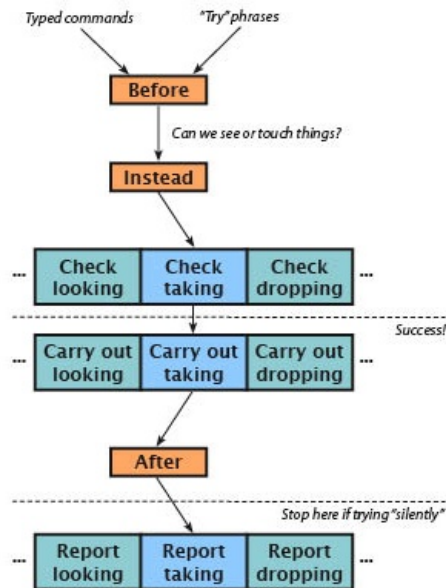 Typed commands
“Try” phrases
Before
Can we see or touch things?
Instead
... Check looking Check taking Check dropping ...
Success!
... Carry out looking Carry out taking Carry out dropping ...
After
Stop here if trying “silently”
... Report looking Report taking Report dropping ...